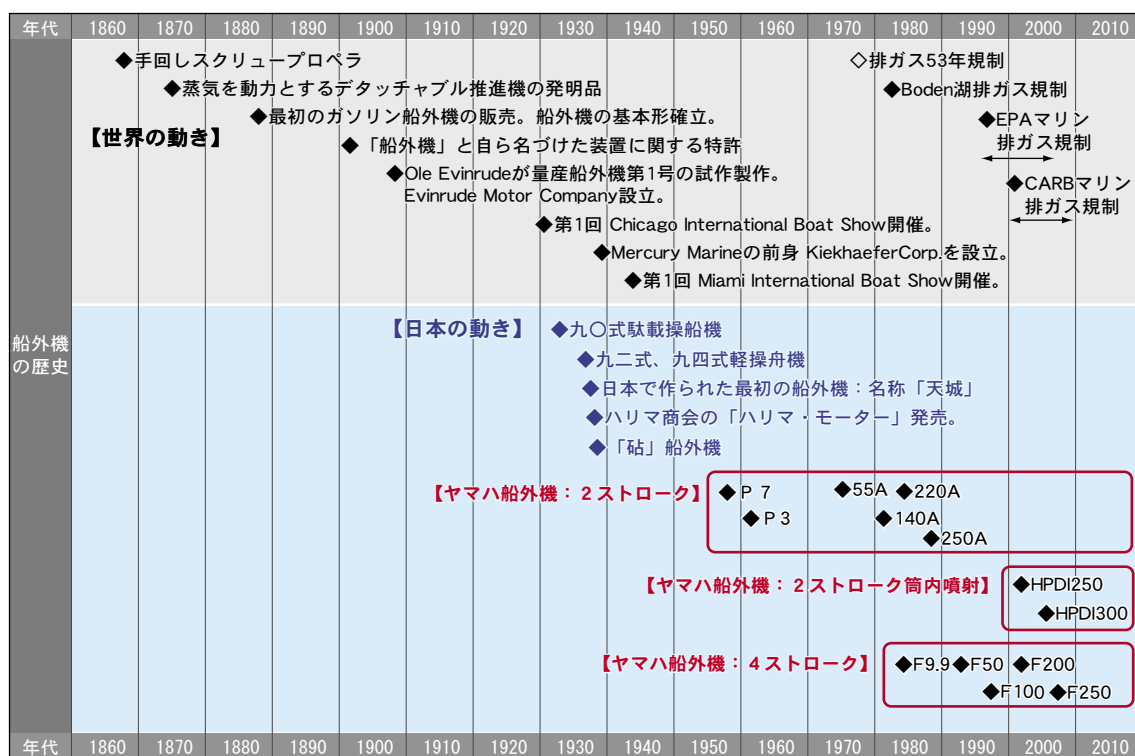 年代 1860 1870 1880 1890 1900 1910 1920 1930 1940 1950 1960 1970 1980 1990 2000 2010
船外機
の歴史
【世界の動き】
◆手回しスクリュープロペラ
◆蒸気を動力とするデタッチャブル推進機の発明品
◆最初のガソリン船外機の販売。船外機の基本形確立。
◆「船外機」と自ら名づけた装置に関する特許
◆Ole Evinrudeが量産船外機第1号の試作製作。
Evinrude Motor Company設立。
◆第1回 Chicago International Boat Show開催。
◆Mercury Marineの前身 KiekhaeferCorp.を設立。
◆第1回 Miami International Boat Show開催。
◇排ガス53年規制
◆Boden湖排ガス規制
◆EPAマリン
排ガス規制
◆CARBマリン
排ガス規制
【日本の動き】
◆九〇式駄載操船機
◆九二式、九四式軽操舟機
◆日本で作られた最初の船外機：名称「天城」
◆ハリマ商会の「ハリマ・モーター」発売。
◆「砧」船外機
【ヤマハ船外機：２ストローク】
◆P 7 ◆55A ◆220A
◆P 3 ◆140A
◆250A
【ヤマハ船外機：２ストローク筒内噴射】
◆HPDI250
◆HPDI300
【ヤマハ船外機：４ストローク】
◆F9.9 ◆F50 ◆F200
◆F100 ◆F250
年代 1860 1870 1880 1890 1900 1910 1920 1930 1940 1950 1960 1970 1980 1990 2000 2010